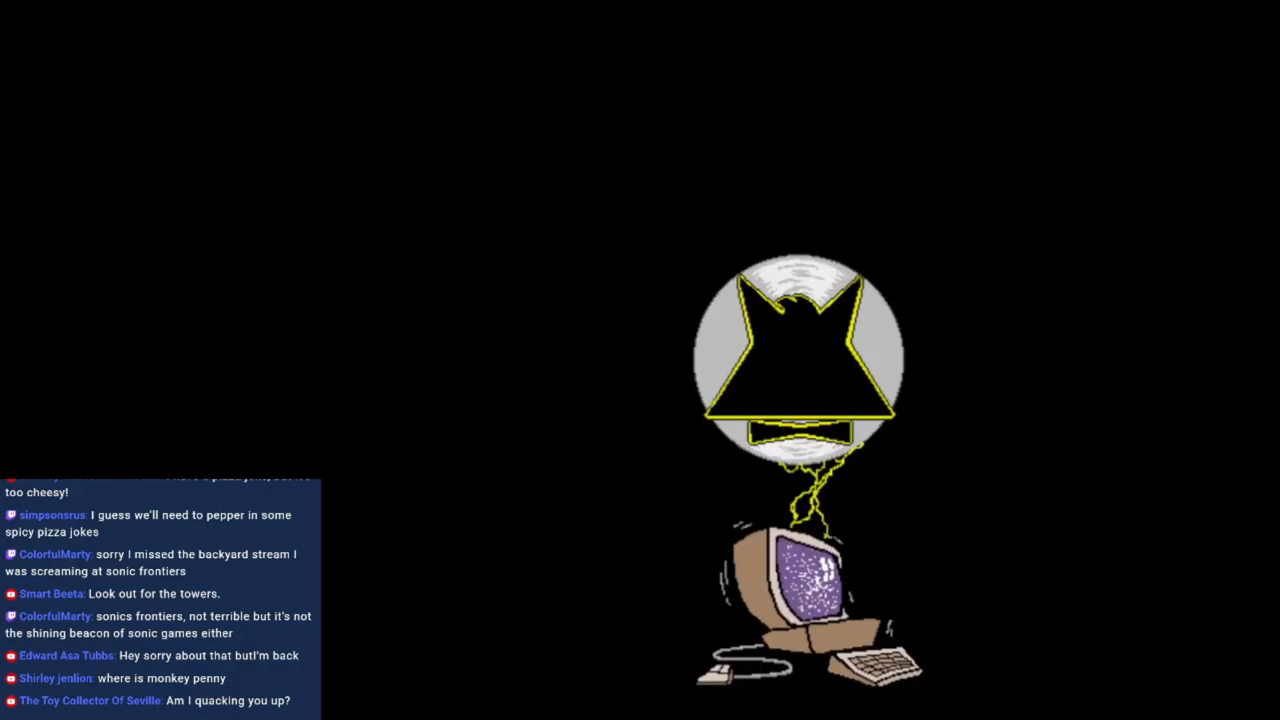 too cheesy!
simpsonsrus: I guess we'll need to pepper in some
spicy pizza jokes
ColorfulMarty: sorry I missed the backyard stream I
was screaming at sonic frontiers
Smart Beeta: Look out for the towers.
ColorfulMarty: sonics frontiers, not terrible but it's not
the shining beacon of sonic games either
Edward Asa Tubbs: Hey sorry about that butI'm back
Shirley jenlion: where is monkey penny
The Toy Collector Of Seville: Am I quacking you up?